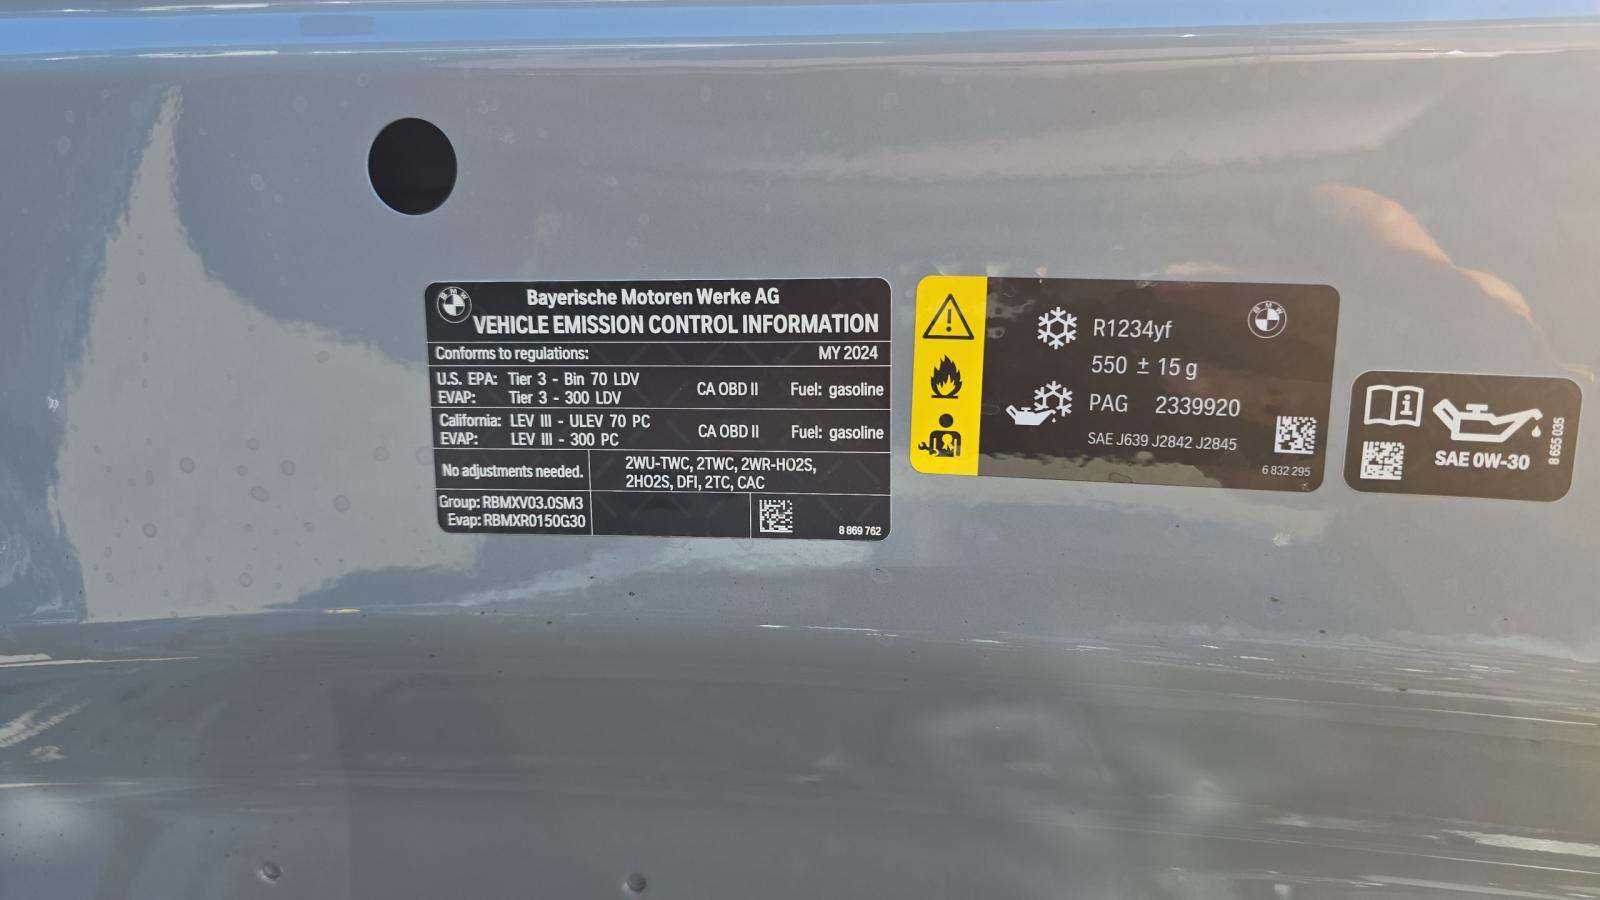 BMW
Bayerische Motoren Werke AG
VEHICLE EMISSION CONTROL INFORMATION
Conforms to regulations: MY 2024
U.S. EPA: Tier 3 - Bin 70 LDV
EVAP: Tier 3 - 300 LDV
CA OBD II Fuel: gasoline
California: LEV III - ULEV 70 PC
EVAP: LEV III - 300 PC
CA OBD II Fuel: gasoline
No adjustments needed.
2WU-TWC, 2TWC, 2WR-HO2S,
2HO2S, DFI, 2TC, CAC
Group: RBMXV03.0SM3
Evap: RBMXR0150G30
8 869 762
BMW
R1234yf
550 ± 15 g
PAG 2339920
SAE J639 J2842 J2845
6 832 295
SAE 0W-30
8 655 035